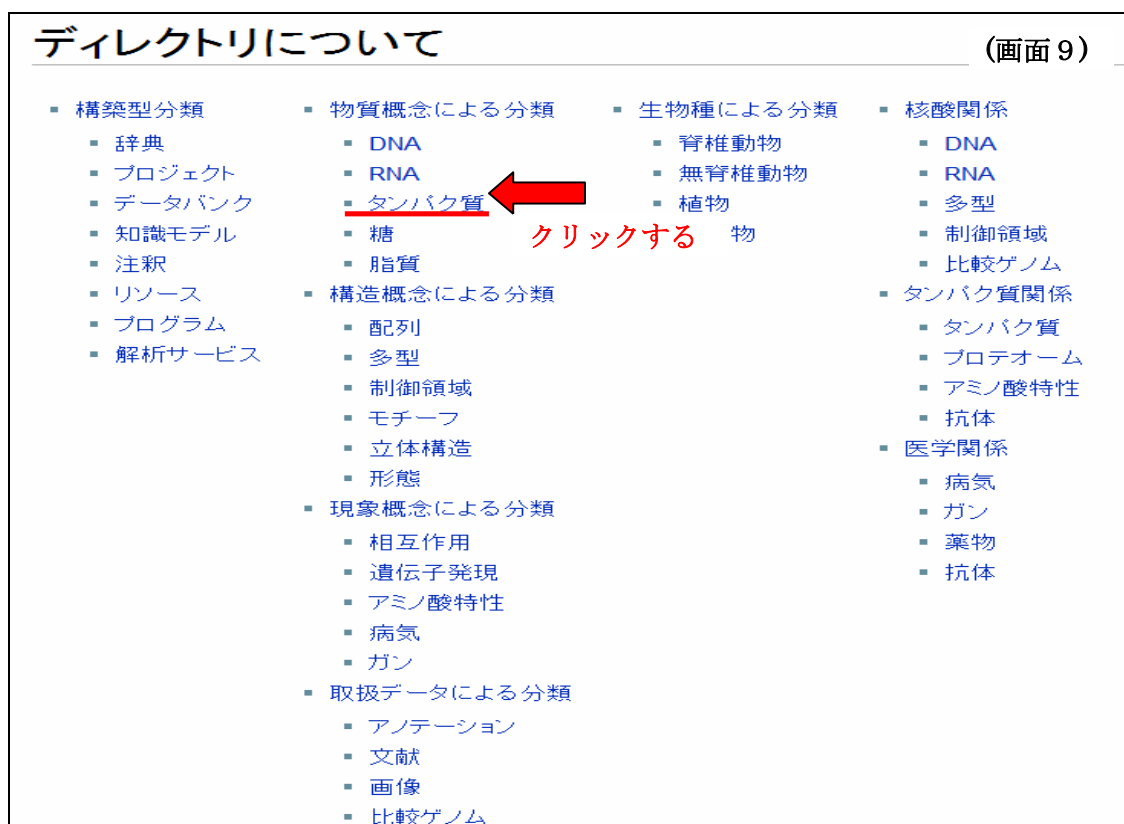 ディレクトリについて
(画面9)
構築型分類
辞典
プロジェクト
データバンク
知識モデル
注釈
リソース
プログラム
解析サービス
物質概念による分類
DNA
RNA
タンパク質
糖
脂質
構造概念による分類
配列
多型
制御領域
モチーフ
立体構造
形態
現象概念による分類
相互作用
遺伝子発現
アミノ酸特性
病気
ガン
取扱データによる分類
アノテーション
文献
画像
比較ゲノム
クリックする
生物種による分類
脊椎動物
無脊椎動物
植物
物
核酸関係
DNA
RNA
多型
制御領域
比較ゲノム
タンパク質関係
タンパク質
プロテオーム
アミノ酸特性
抗体
医学関係
病気
ガン
薬物
抗体